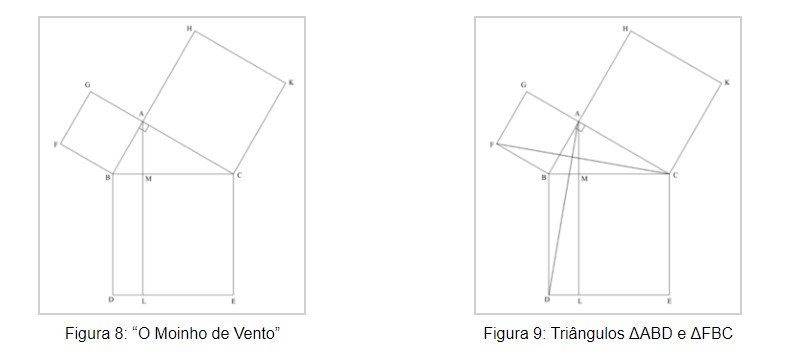 H
G
K
A
F
B
M
C
D
L
E
Figura 8: “O Moinho de Vento”
H
G
K
A
F
B
M
C
D
L
E
Figura 9: Triângulos ΔABD e ΔFBC